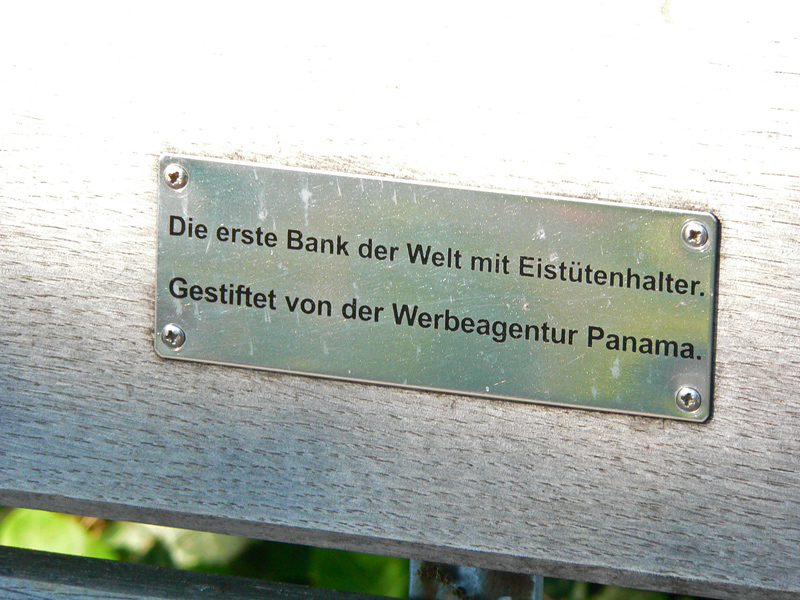 Die erste Bank der Welt mit Eistütenhalter.
Gestiftet von der Werbeagentur Panama.